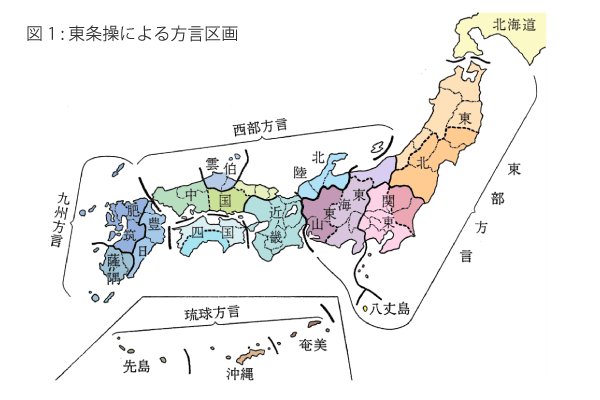 図1：東条操による方言区画
北海道
東北
東部方言
西部方言
雲伯
北陸
中国
近畿
東海
東山
関東
四国
九州方言
肥筑
豊日
薩隅
八丈島
琉球方言
奄美
沖縄
先島